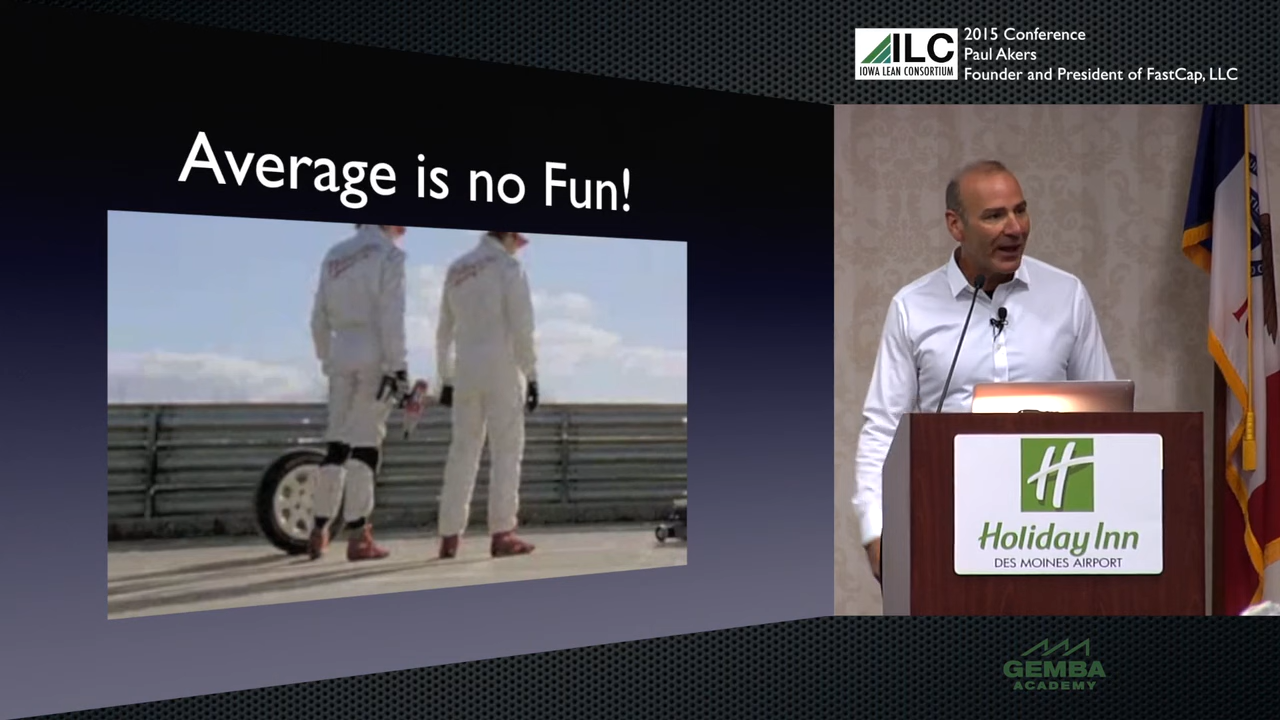 Average is no Fun!
ILC
IOWA LEAN CONSORTIUM
2015 Conference
Paul Akers
Founder and President of FastCap, LLC
H
Holiday Inn
DES MOINES AIRPORT
GEMBA
ACADEMY